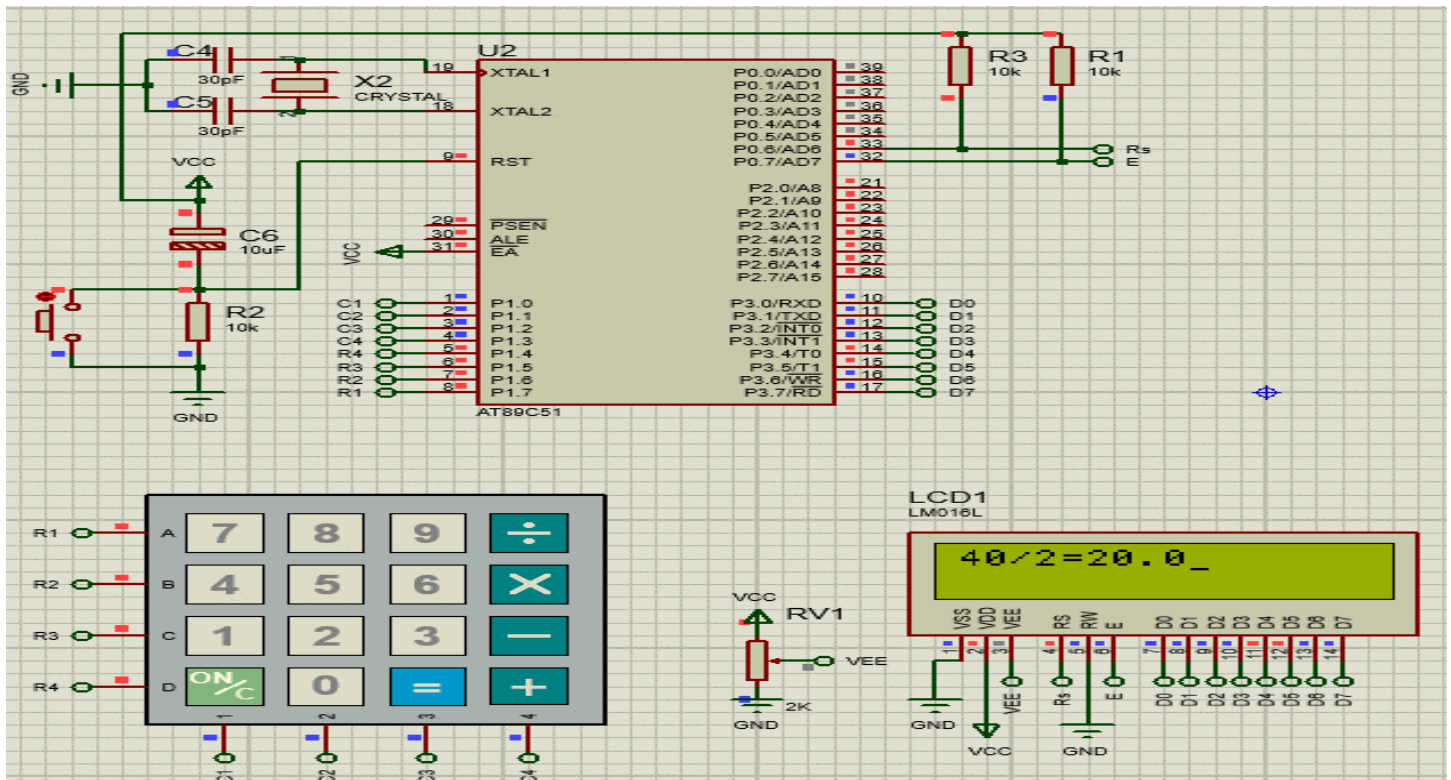 C4
30pF
GND
C5
30pF
X2
CRYSTAL
U2
19 XTAL1
18 XTAL2
9 RST
29 PSEN
30 ALE
31 EA
VCC
1 P1.0
2 P1.1
3 P1.2
4 P1.3
5 P1.4
6 P1.5
7 P1.6
8 P1.7
C1
C2
C3
C4
R4
R3
R2
R1
AT89C51
P0.0/AD0 39
P0.1/AD1 38
P0.2/AD2 37
P0.3/AD3 36
P0.4/AD4 35
P0.5/AD5 34
P0.6/AD6 33
P0.7/AD7 32
P2.0/A8 21
P2.1/A9 22
P2.2/A10 23
P2.3/A11 24
P2.4/A12 25
P2.5/A13 26
P2.6/A14 27
P2.7/A15 28
P3.0/RXD 10 D0
P3.1/TXD 11 D1
P3.2/INT0 12 D2
P3.3/INT1 13 D3
P3.4/T0 14 D4
P3.5/T1 15 D5
P3.6/WR 16 D6
P3.7/RD 17 D7
R3
10k
R1
10k
Rs
E
VCC
C6
10uF
R2
10k
GND
R1 A 7 8 9 ÷
R2 B 4 5 6 ×
R3 C 1 2 3 −
R4 D ON/C 0 = +
1 2 3 4
C1 C2 C3 C4
VCC
RV1
VEE
2K
GND
LCD1
LM016L
40/2=20.0_
VSS VDD VEE RS RW E D0 D1 D2 D3 D4 D5 D6 D7
1 2 3 4 5 6 7 8 9 10 11 12 13 14
VEE Rs E D0 D1 D2 D3 D4 D5 D6 D7
GND
VCC
GND